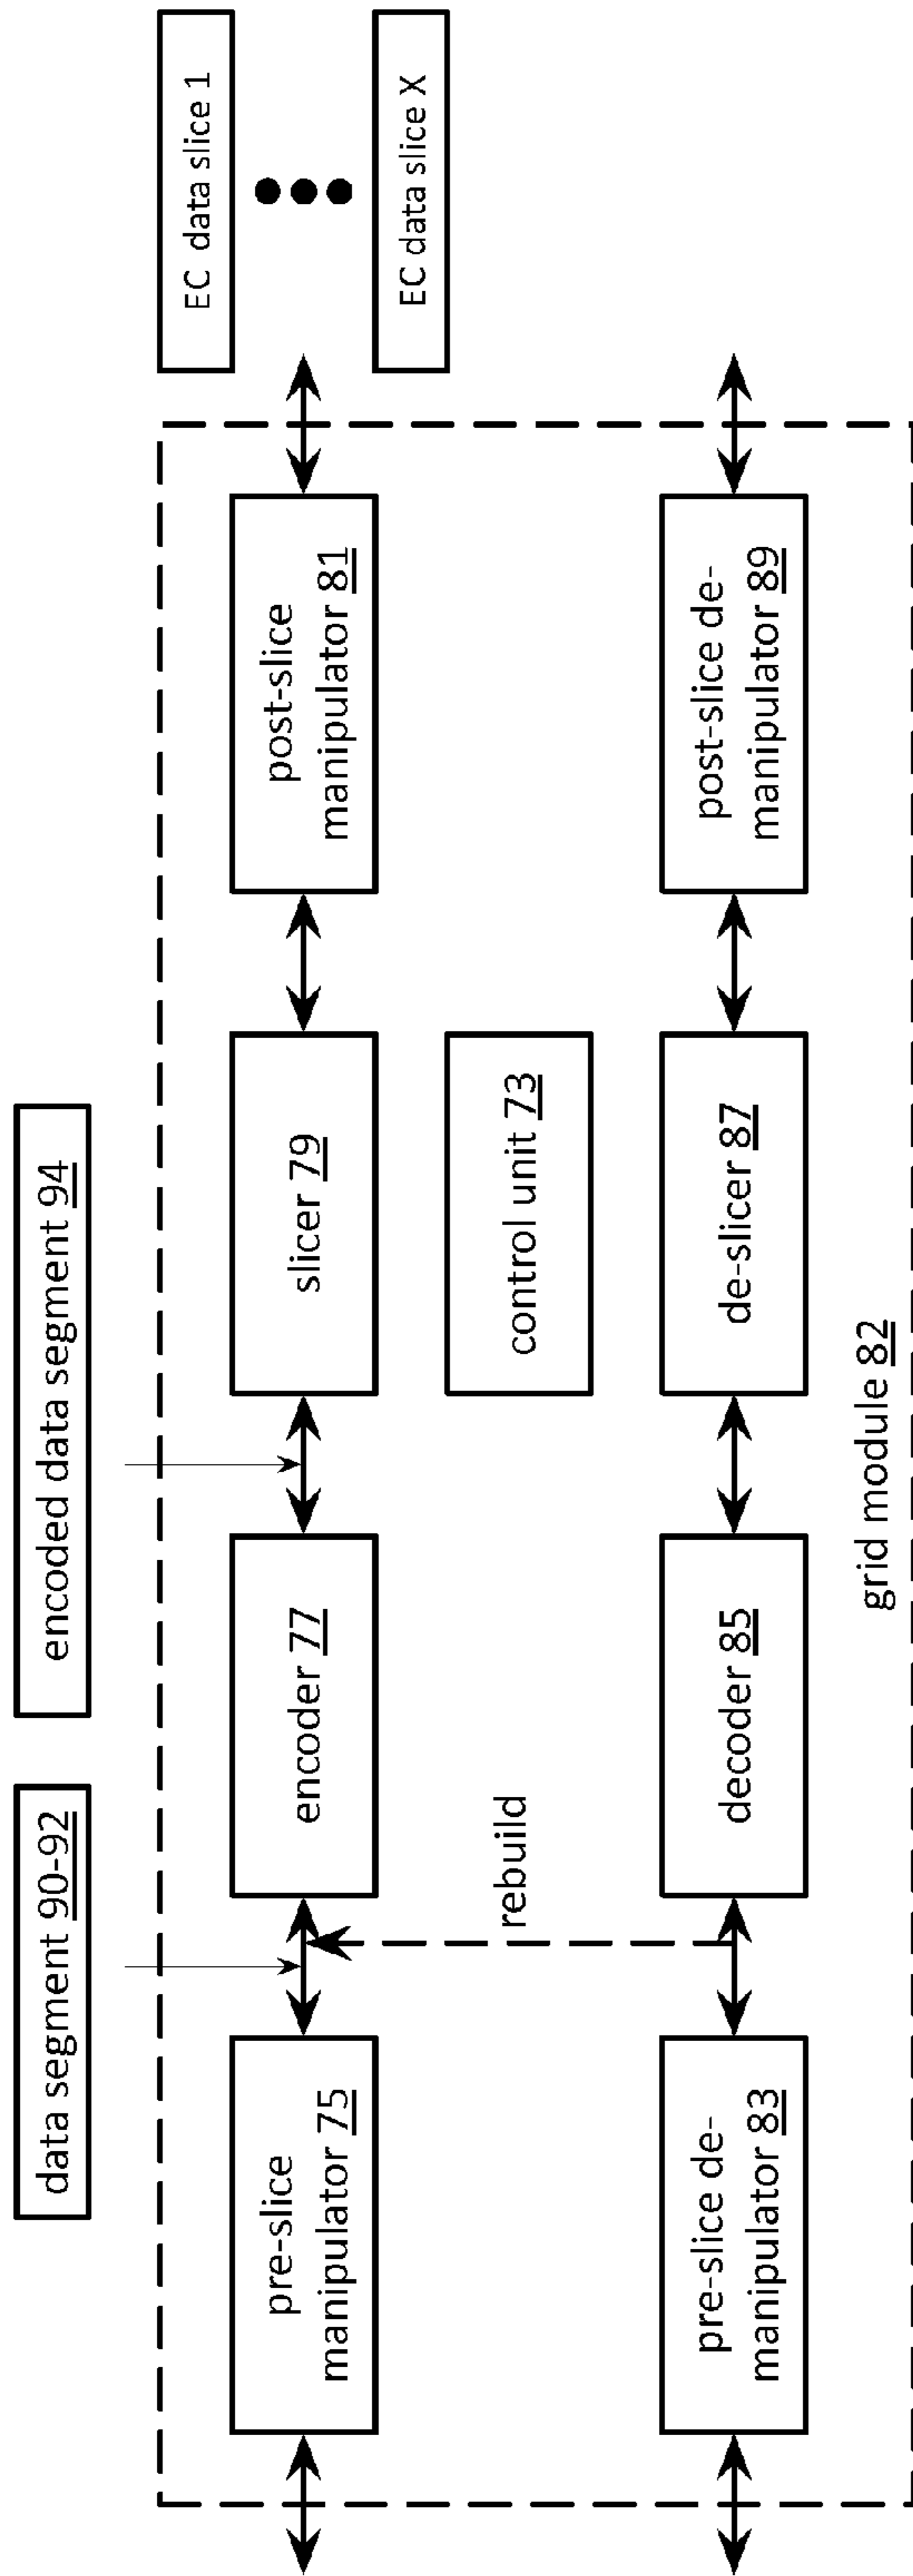 data segment 90-92
encoded data segment 94
EC data slice 1
EC data slice X
pre-slice
manipulator 75
encoder 77
slicer 79
post-slice
manipulator 81
rebuild
control unit 73
pre-slice de-
manipulator 83
decoder 85
de-slicer 87
post-slice de-
manipulator 89
grid module 82